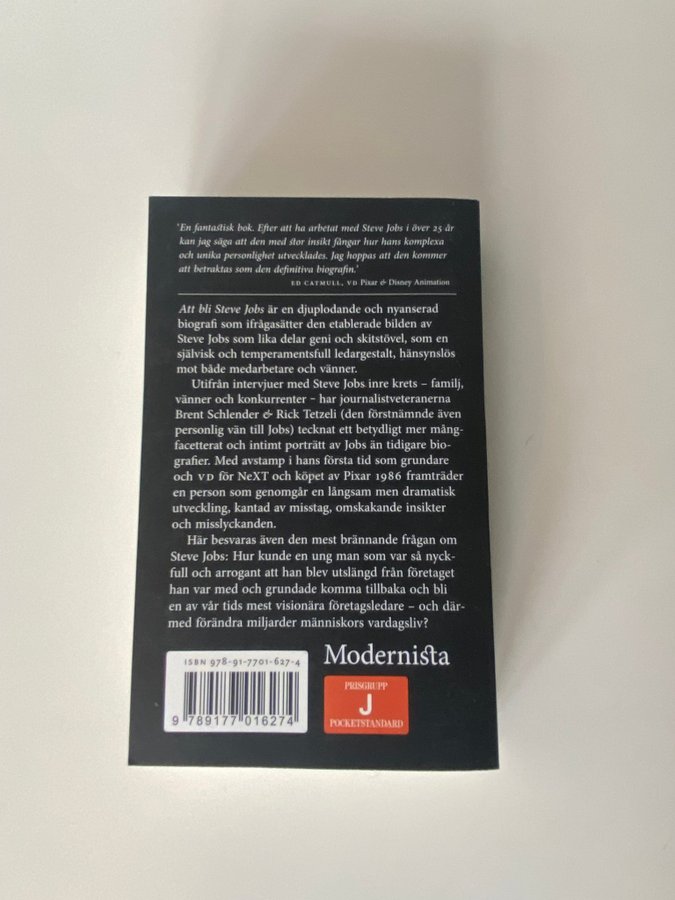 'En fantastisk bok. Efter att ha arbetat med Steve Jobs i över 25 år
kan jag säga att den med stor insikt fångar hur hans komplexa
och unika personlighet utvecklades. Jag hoppas att den kommer
att betraktas som den definitiva biografin.'
ED CATMULL, VD Pixar & Disney Animation
Att bli Steve Jobs är en djuplodande och nyanserad
biografi som ifrågasätter den etablerade bilden av
Steve Jobs som lika delar geni och skitstövel, som en
självisk och temperamentsfull ledargestalt, hänsynslös
mot både medarbetare och vänner.
Utifrån intervjuer med Steve Jobs inre krets – familj,
vänner och konkurrenter – har journalistveteranerna
Brent Schlender & Rick Tetzeli (den förstnämnde även
personlig vän till Jobs) tecknat ett betydligt mer mång-
facetterat och intimt porträtt av Jobs än tidigare bio-
grafier. Med avstamp i hans första tid som grundare
och VD för NeXT och köpet av Pixar 1986 framträder
en person som genomgår en långsam men dramatisk
utveckling, kantad av misstag, omskakande insikter
och misslyckanden.
Här besvaras även den mest brännande frågan om
Steve Jobs: Hur kunde en ung man som var så nyck-
full och arrogant att han blev utslängd från företaget
han var med och grundade komma tillbaka och bli
en av vår tids mest visionära företagsledare – och där-
med förändra miljarder människors vardagsliv?
ISBN 978-91-7701-627-4
9 789177 016274
Modernista
PRISGRUPP
J
POCKETSTANDARD